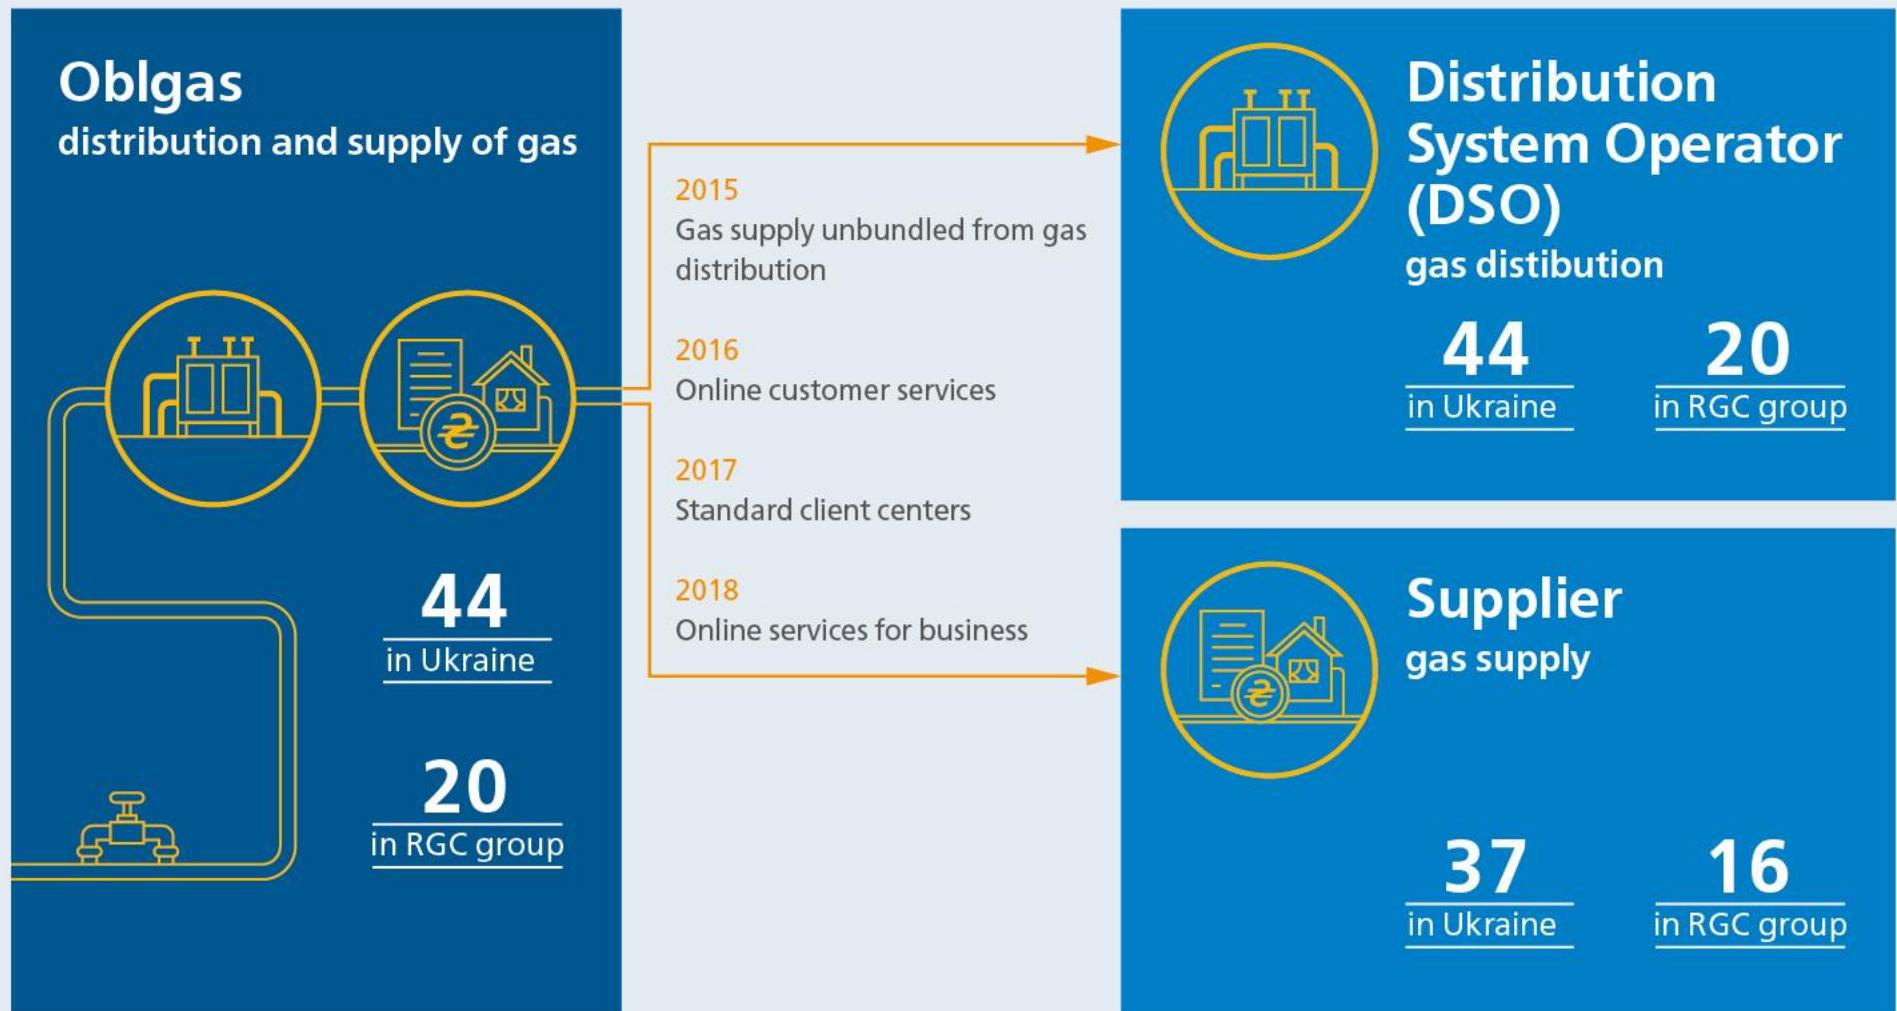 Oblgas
distribution and supply of gas
44
in Ukraine
20
in RGC group
2015
Gas supply unbundled from gas
distribution
2016
Online customer services
2017
Standard client centers
2018
Online services for business
Distribution
System Operator
(DSO)
gas distibution
44
in Ukraine
20
in RGC group
Supplier
gas supply
37
in Ukraine
16
in RGC group